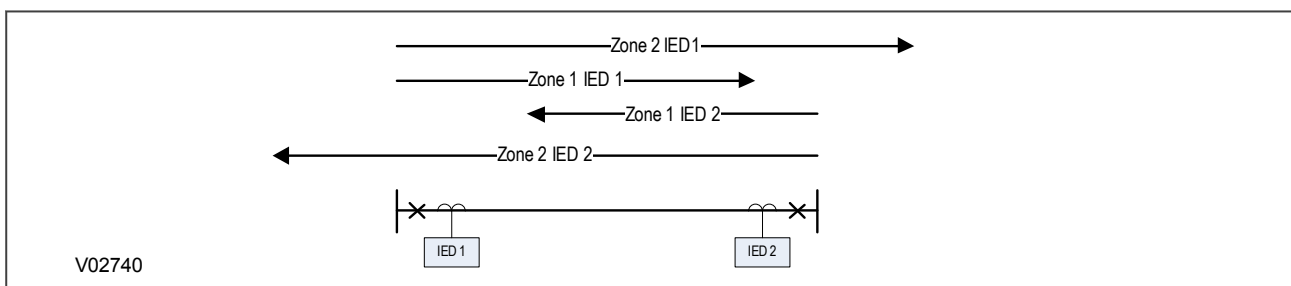 Zone 2 IED1
Zone 1 IED 1
Zone 1 IED 2
Zone 2 IED 2
IED 1
IED 2
V02740